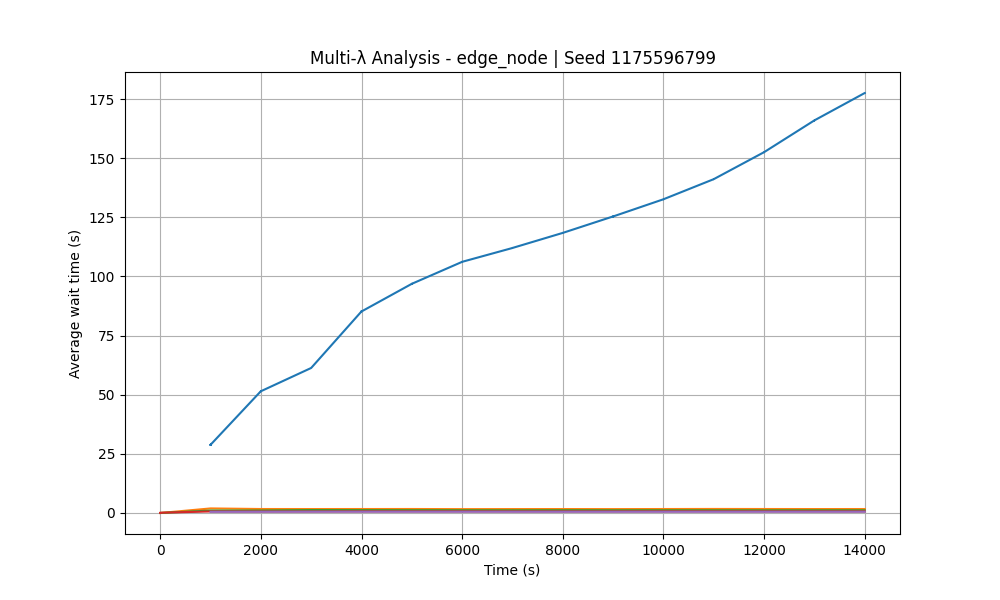 Multi-λ Analysis - edge_node | Seed 1175596799
175
150
125
100
75
50
25
0
Average wait time (s)
0 2000 4000 6000 8000 10000 12000 14000
Time (s)